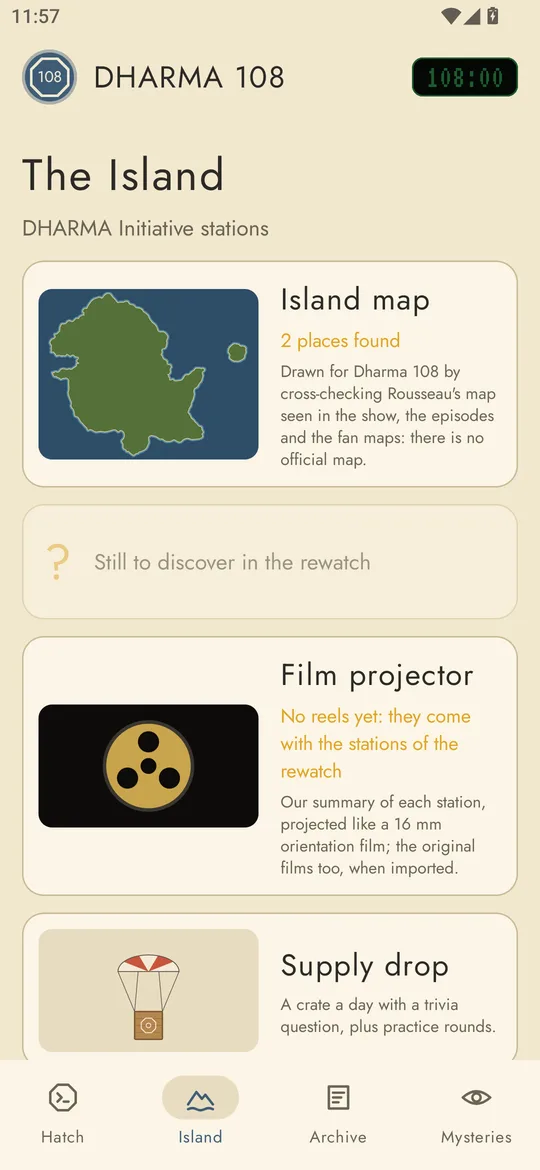 11:57
108
DHARMA 108
108:00
The Island
DHARMA Initiative stations
Island map
2 places found
Drawn for Dharma 108 by
cross-checking Rousseau's map
seen in the show, the episodes
and the fan maps: there is no
official map.
?
Still to discover in the rewatch
Film projector
No reels yet: they come
with the stations of the
rewatch
Our summary of each station,
projected like a 16 mm
orientation film; the original
films too, when imported.
Supply drop
A crate a day with a trivia
question, plus practice rounds.
Hatch
Island
Archive
Mysteries